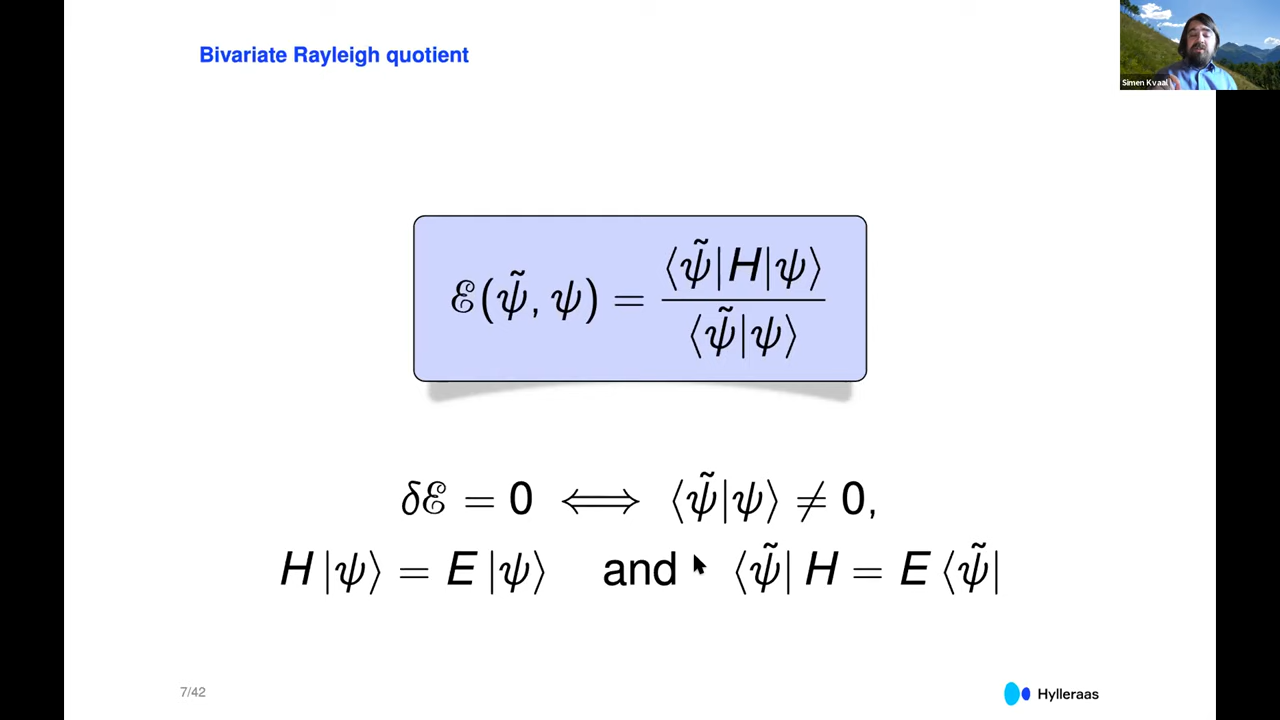 Bivariate Rayleigh quotient
Simen Kvaal
ℰ(ψ̃, ψ) = ⟨ψ̃|H|ψ⟩ / ⟨ψ̃|ψ⟩
δℰ = 0 ⟺ ⟨ψ̃|ψ⟩ ≠ 0,
H |ψ⟩ = E |ψ⟩ and ⟨ψ̃| H = E ⟨ψ̃|
7/42
Hylleraas